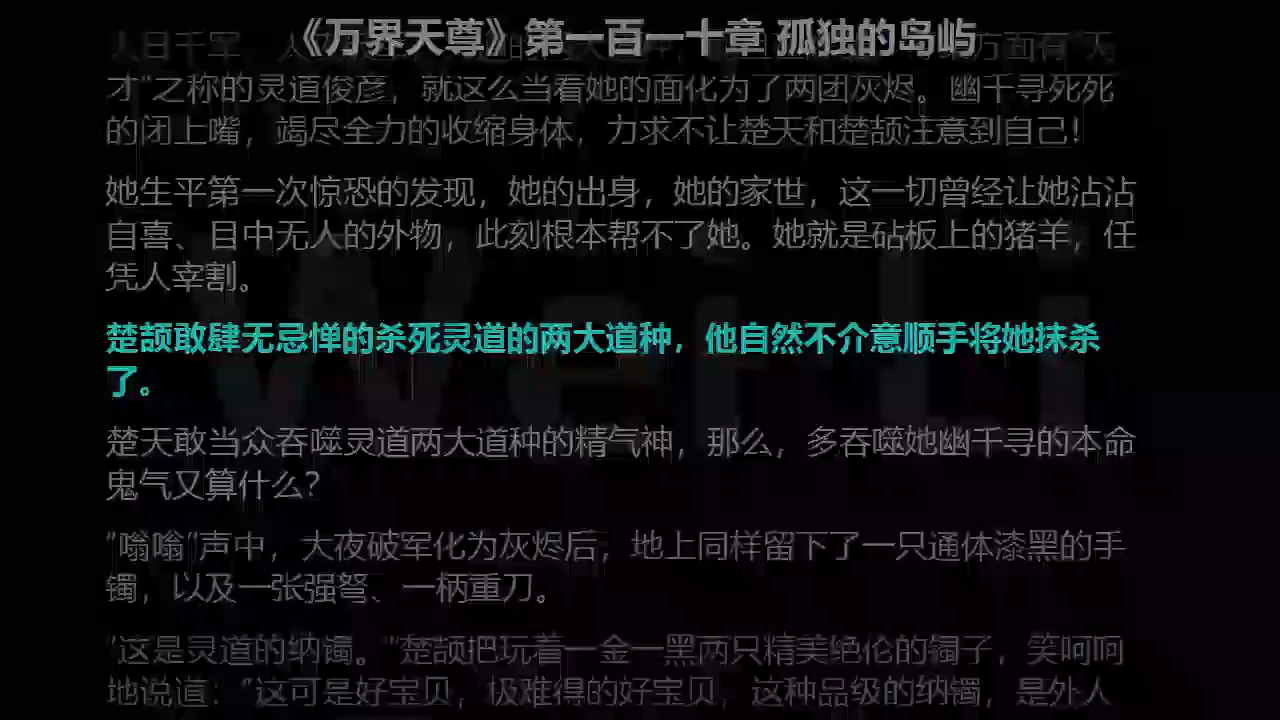 《万界天尊》第一百一十章 孤独的岛屿
方面有“天
才”之称的灵道俊彦，就这么当着她的面化为了两团灰烬。幽千寻死死
的闭上嘴，竭尽全力的收缩身体，力求不让楚天和楚颉注意到自己！
她生平第一次惊恐的发现，她的出身，她的家世，这一切曾经让她沾沾
自喜、目中无人的外物，此刻根本帮不了她。她就是砧板上的猪羊，任
凭人宰割。
楚颉敢肆无忌惮的杀死灵道的两大道种，他自然不介意顺手将她抹杀
了。
楚天敢当众吞噬灵道两大道种的精气神，那么，多吞噬她幽千寻的本命
鬼气又算什么？
“嗡嗡”声中，大夜破军化为灰烬后，地上同样留下了一只通体漆黑的手
镯，以及一张强弩、一柄重刀。
“这是灵道的纳镯。”楚颉把玩着一金一黑两只精美绝伦的镯子，笑呵呵
地说道：“这可是好宝贝，极难得的好宝贝，这种品级的纳镯，是外人
Wei Li